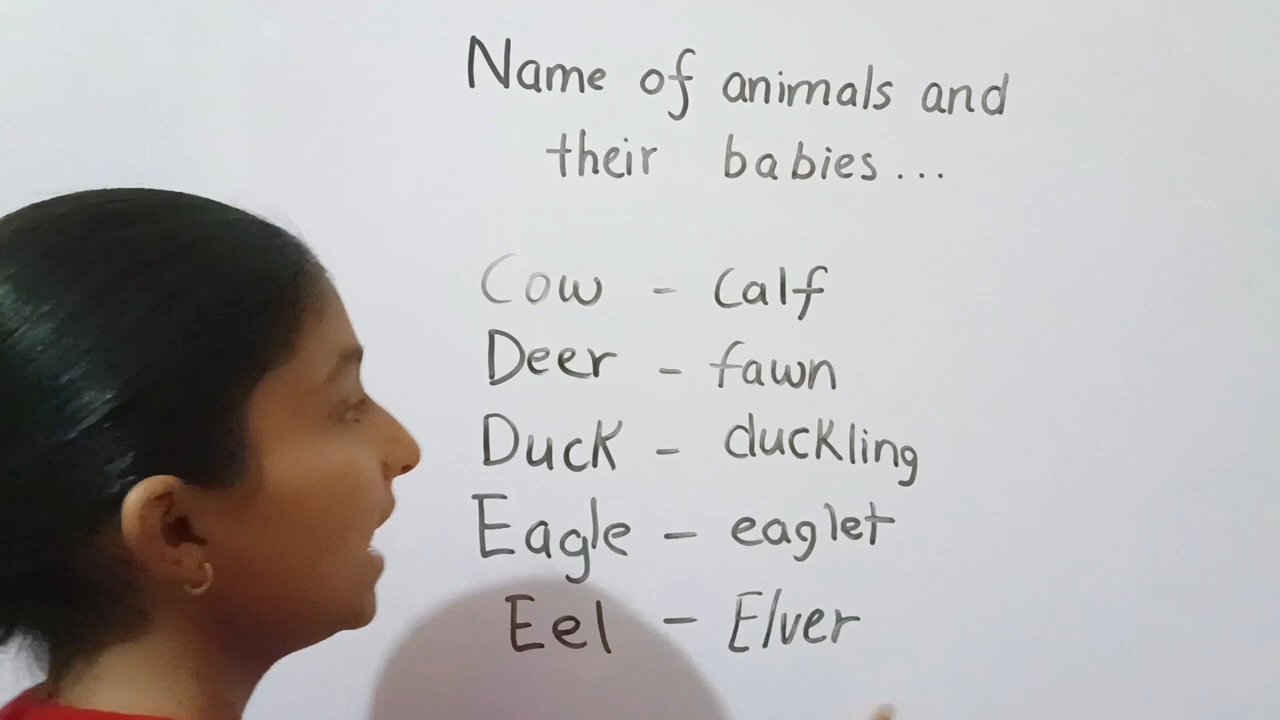 Name of animals and
their babies...
Cow - Calf
Deer - fawn
Duck - duckling
Eagle - eaglet
Eel - Elver